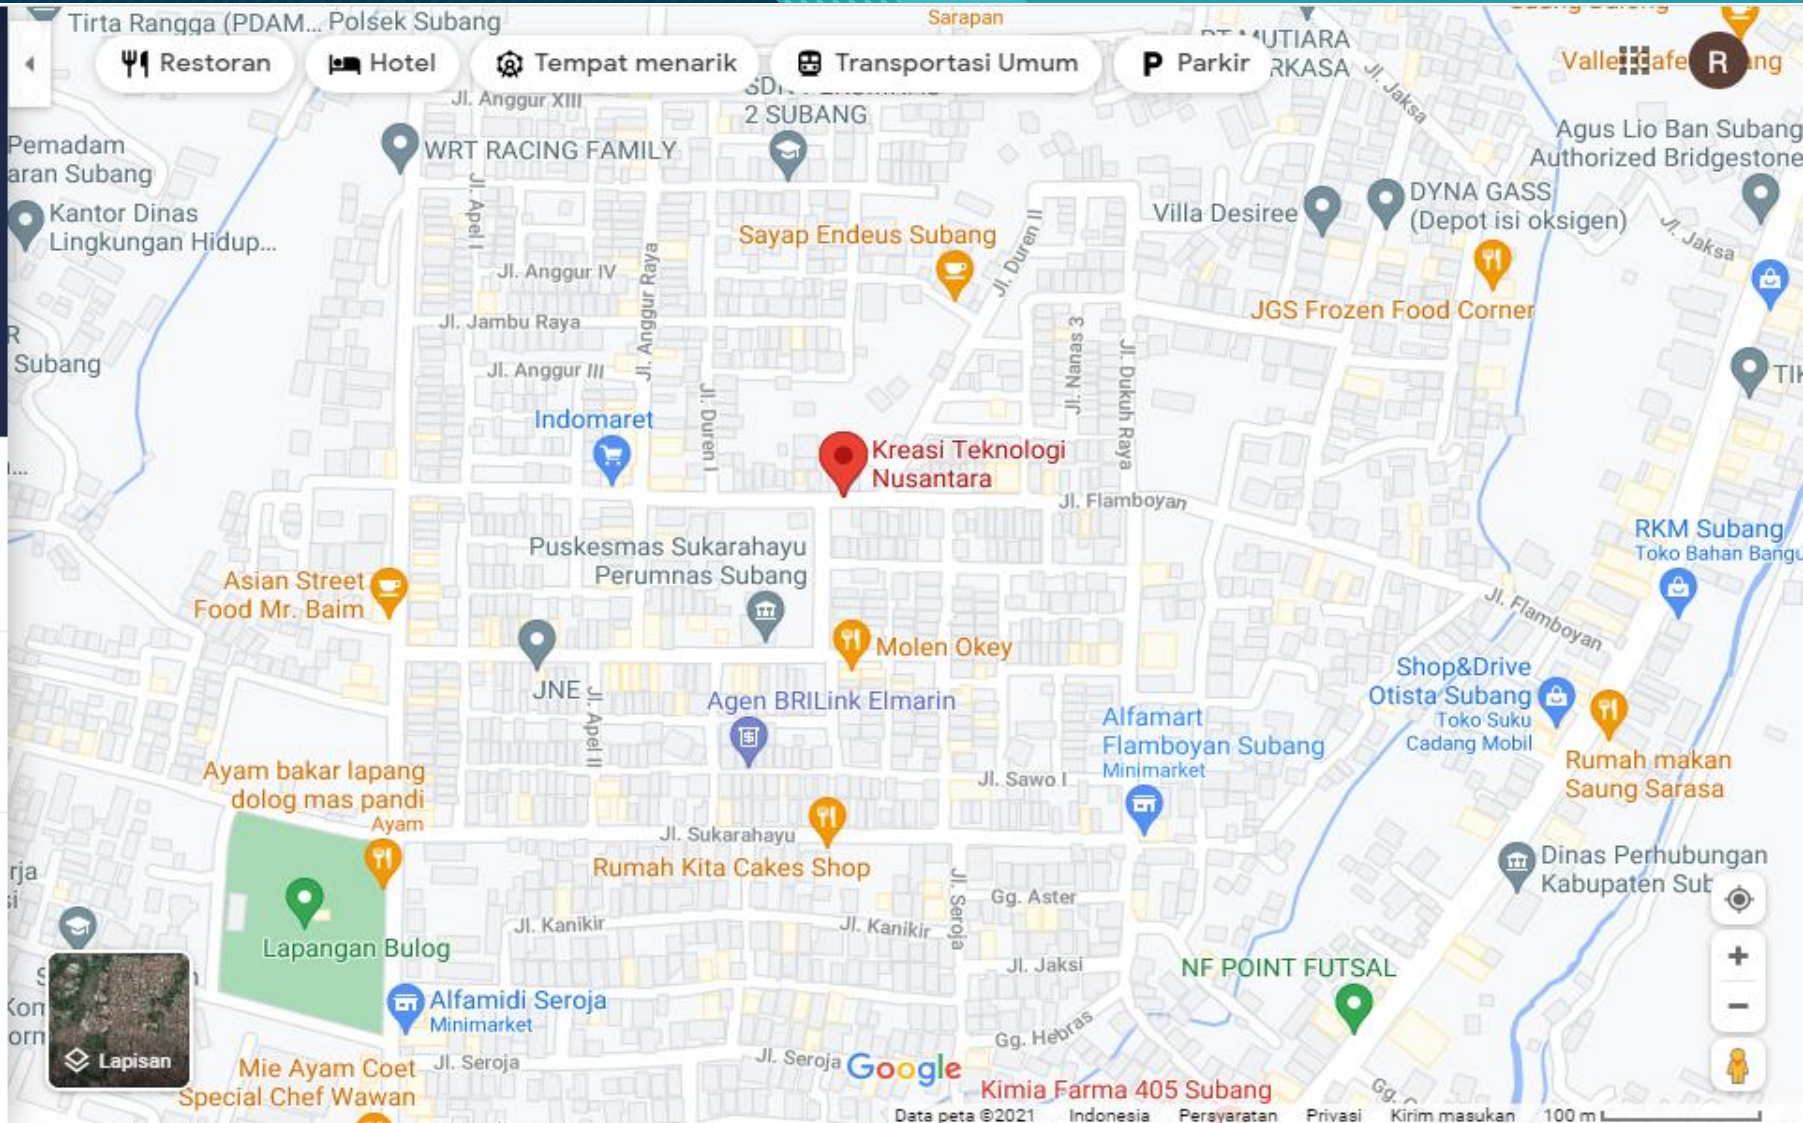 Tirta Rangga (PDAM...
Polsek Subang
Sarapan
Restoran
Hotel
Tempat menarik
Transportasi Umum
Parkir
PT MUTIARA
R
Jl. Jaksa
Jl. Anggur XIII
2 SUBANG
WRT RACING FAMILY
Pemadam
aran Subang
Kantor Dinas
Lingkungan Hidup...
Agus Lio Ban Subang
Authorized Bridgestone
DYNA GASS
(Depot isi oksigen)
Villa Desiree
Jl. Jaksa
Jl. Apel I
Sayap Endeus Subang
Jl. Duren II
Jl. Anggur IV
Jl. Anggur Raya
JGS Frozen Food Corner
Jl. Jambu Raya
R
Subang
Jl. Anggur III
Jl. Nanas 3
Jl. Dukuh Raya
Jl. Duren I
TIK
Indomaret
Kreasi Teknologi
Nusantara
Jl. Flamboyan
RKM Subang
Toko Bahan Bangu
Puskesmas Sukarahayu
Perumnas Subang
Asian Street
Food Mr. Baim
Jl. Flamboyan
Molen Okey
JNE
Jl. Apel II
Agen BRILink Elmarin
Shop&Drive
Otista Subang
Toko Suku
Cadang Mobil
Alfamart
Flamboyan Subang
Minimarket
Rumah makan
Saung Sarasa
Ayam bakar lapang
dolog mas pandi
Ayam
Jl. Sawo I
Jl. Sukarahayu
Rumah Kita Cakes Shop
Dinas Perhubungan
Kabupaten Sub
rja
Jl. Seroja
Gg. Aster
Jl. Kanikir
Jl. Kanikir
Lapangan Bulog
Jl. Jaksi
NF POINT FUTSAL
Alfamidi Seroja
Minimarket
Gg. Hebras
Lapisan
Jl. Seroja
Jl. Seroja
Google
Mie Ayam Coet
Special Chef Wawan
Kimia Farma 405 Subang
Data peta ©2021
Indonesia
Persyaratan
Privasi
Kirim masukan
100 m